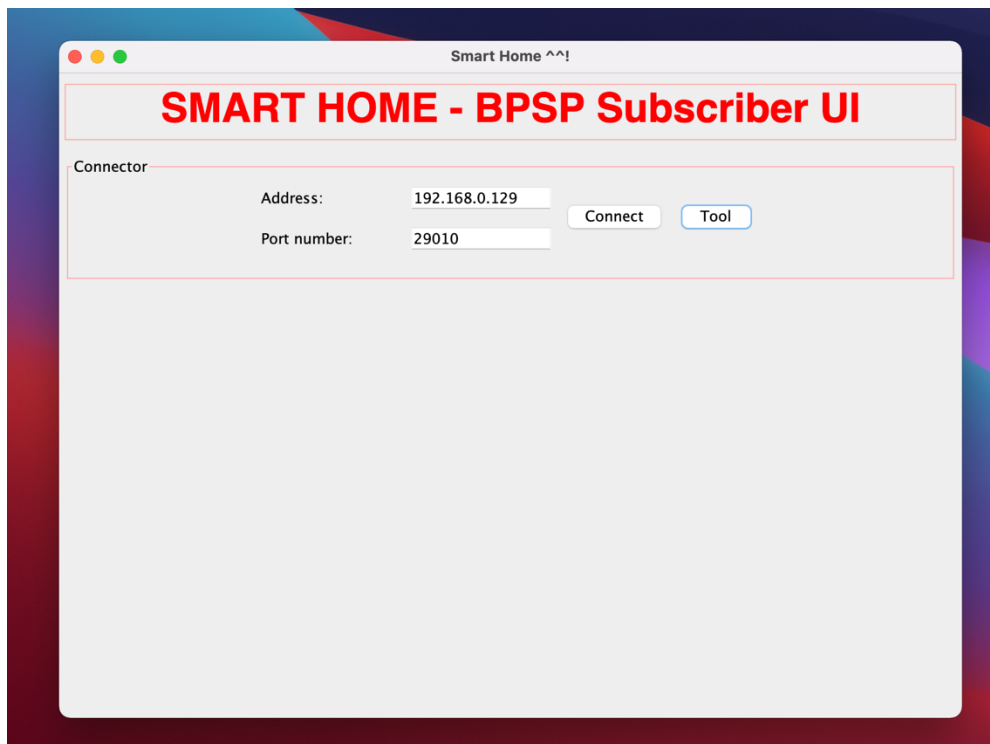 Smart Home ^^!
SMART HOME - BPSP Subscriber UI
Connector
Address: 192.168.0.129
Connect Tool
Port number: 29010